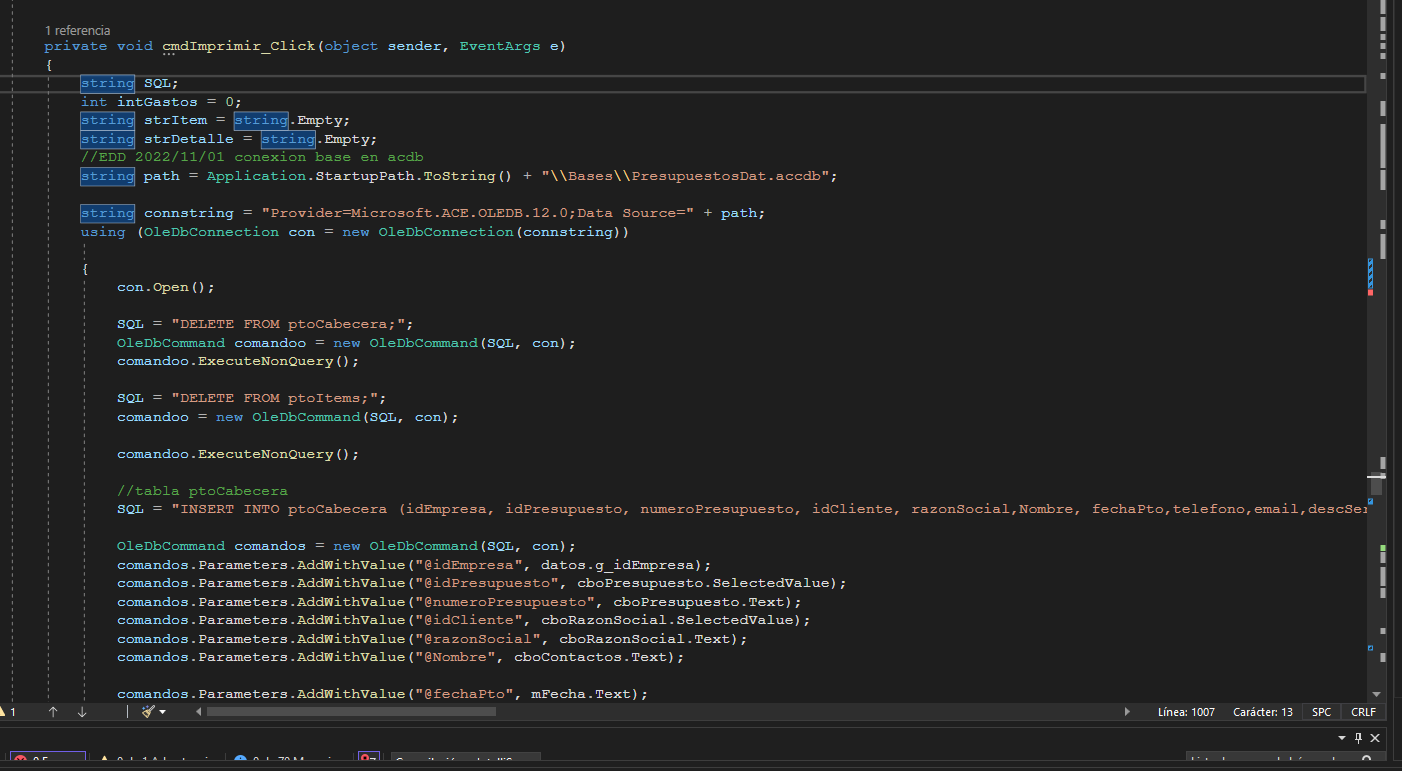 1 referencia
private void cmdImprimir_Click(object sender, EventArgs e)
{
string SQL;
int intGastos = 0;
string strItem = string.Empty;
string strDetalle = string.Empty;
//EDD 2022/11/01 conexion base en acdb
string path = Application.StartupPath.ToString() + "\\Bases\\PresupuestosDat.accdb";
string connstring = "Provider=Microsoft.ACE.OLEDB.12.0;Data Source=" + path;
using (OleDbConnection con = new OleDbConnection(connstring))
{
con.Open();
SQL = "DELETE FROM ptoCabecera;";
OleDbCommand comandoo = new OleDbCommand(SQL, con);
comandoo.ExecuteNonQuery();
SQL = "DELETE FROM ptoItems;";
comandoo = new OleDbCommand(SQL, con);
comandoo.ExecuteNonQuery();
//tabla ptoCabecera
SQL = "INSERT INTO ptoCabecera (idEmpresa, idPresupuesto, numeroPresupuesto, idCliente, razonSocial,Nombre, fechaPto,telefono,email,descSer
OleDbCommand comandos = new OleDbCommand(SQL, con);
comandos.Parameters.AddWithValue("@idEmpresa", datos.g_idEmpresa);
comandos.Parameters.AddWithValue("@idPresupuesto", cboPresupuesto.SelectedValue);
comandos.Parameters.AddWithValue("@numeroPresupuesto", cboPresupuesto.Text);
comandos.Parameters.AddWithValue("@idCliente", cboRazonSocial.SelectedValue);
comandos.Parameters.AddWithValue("@razonSocial", cboRazonSocial.Text);
comandos.Parameters.AddWithValue("@Nombre", cboContactos.Text);
comandos.Parameters.AddWithValue("@fechaPto", mFecha.Text);
1 Línea: 1007 Carácter: 13 SPC CRLF